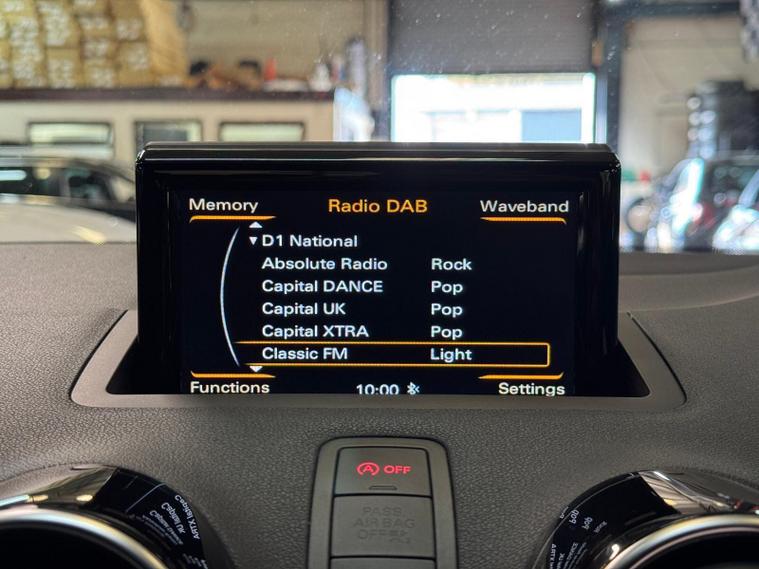 Memory Radio DAB Waveband
D1 National
Absolute Radio Rock
Capital DANCE Pop
Capital UK Pop
Capital XTRA Pop
Classic FM Light
Functions 10:00 Settings
A OFF
PASS
AIR BAG
OFF